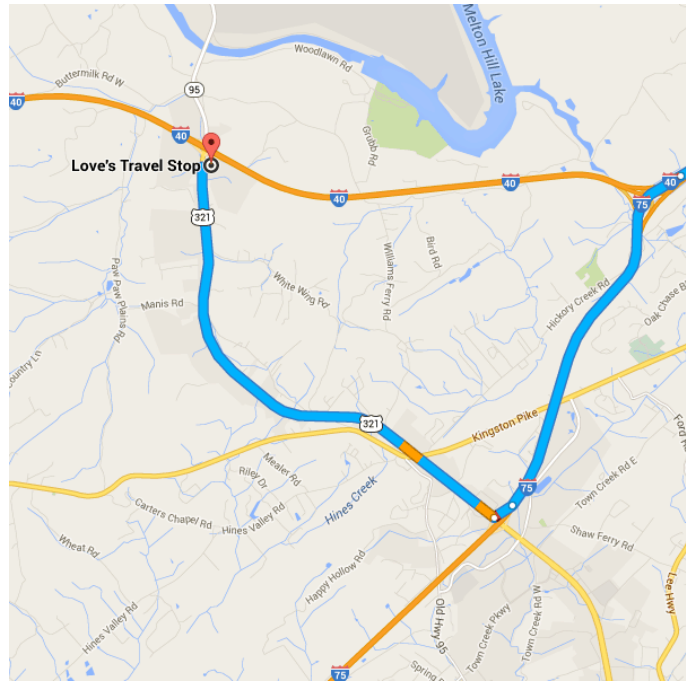 Melton Hill Lake
Woodlawn Rd
Buttermilk Rd W
95
40
40
Grubb Rd
Love's Travel Stop
40
40
40
75
321
Bird Rd
Williams Ferry Rd
White Wing Rd
Paw Paw Plains Rd
Manis Rd
Hickory Creek Rd
Oak Chase B
Country Ln
321
Kingston Pike
Ford Rd
Mealer Rd
Riley Dr
Hines Creek
75
Town Creek Rd E
Carters Chapel Rd
Hines Valley Rd
Shaw Ferry Rd
Wheat Rd
Happy Hollow Rd
Lee Hwy
Old Hwy 95
Town Creek Pkwy
Town Creek Rd W
Hines Valley Rd
Spring
75